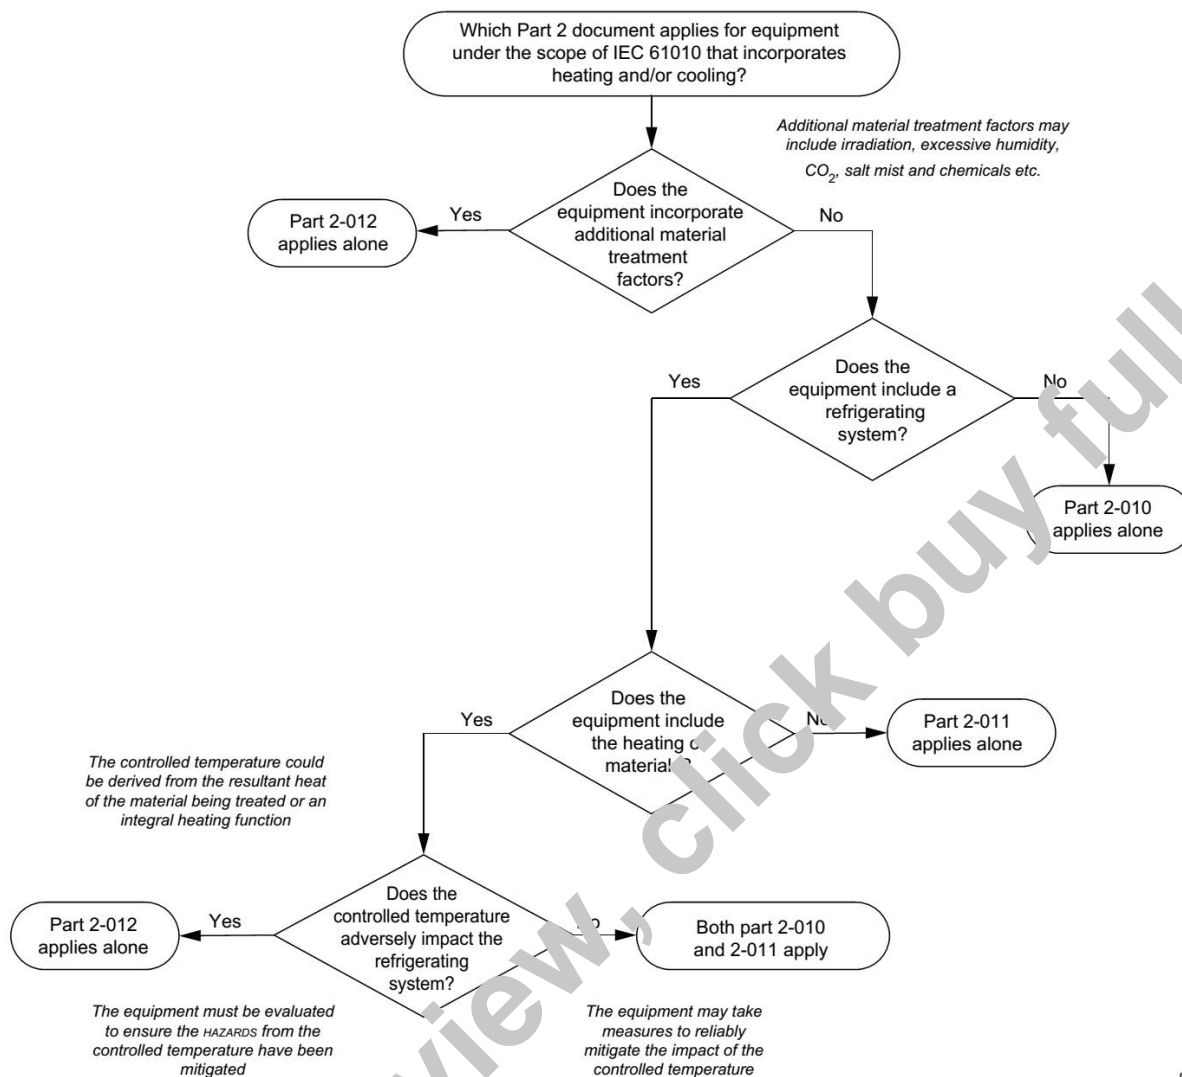 Which Part 2 document applies for equipment
under the scope of IEC 61010 that incorporates
heating and/or cooling?
Additional material treatment factors may
include irradiation, excessive humidity,
CO2, salt mist and chemicals etc.
Does the
equipment incorporate
additional material
treatment
factors?
Yes
No
Part 2-012
applies alone
Does the
equipment include a
refrigerating
system?
Yes
No
Part 2-010
applies alone
Does the
equipment include
the heating o
material ?
Yes
No
Part 2-011
applies alone
The controlled temperature could
be derived from the resultant heat
of the material being treated or an
integral heating function
Does the
controlled temperature
adversely impact the
refrigerating
system?
Yes
No
Part 2-012
applies alone
Both part 2-010
and 2-011 apply
The equipment must be evaluated
to ensure the HAZARDS from the
controlled temperature have been
mitigated
The equipment may take
measures to reliably
mitigate the impact of the
controlled temperature
view, click buy full